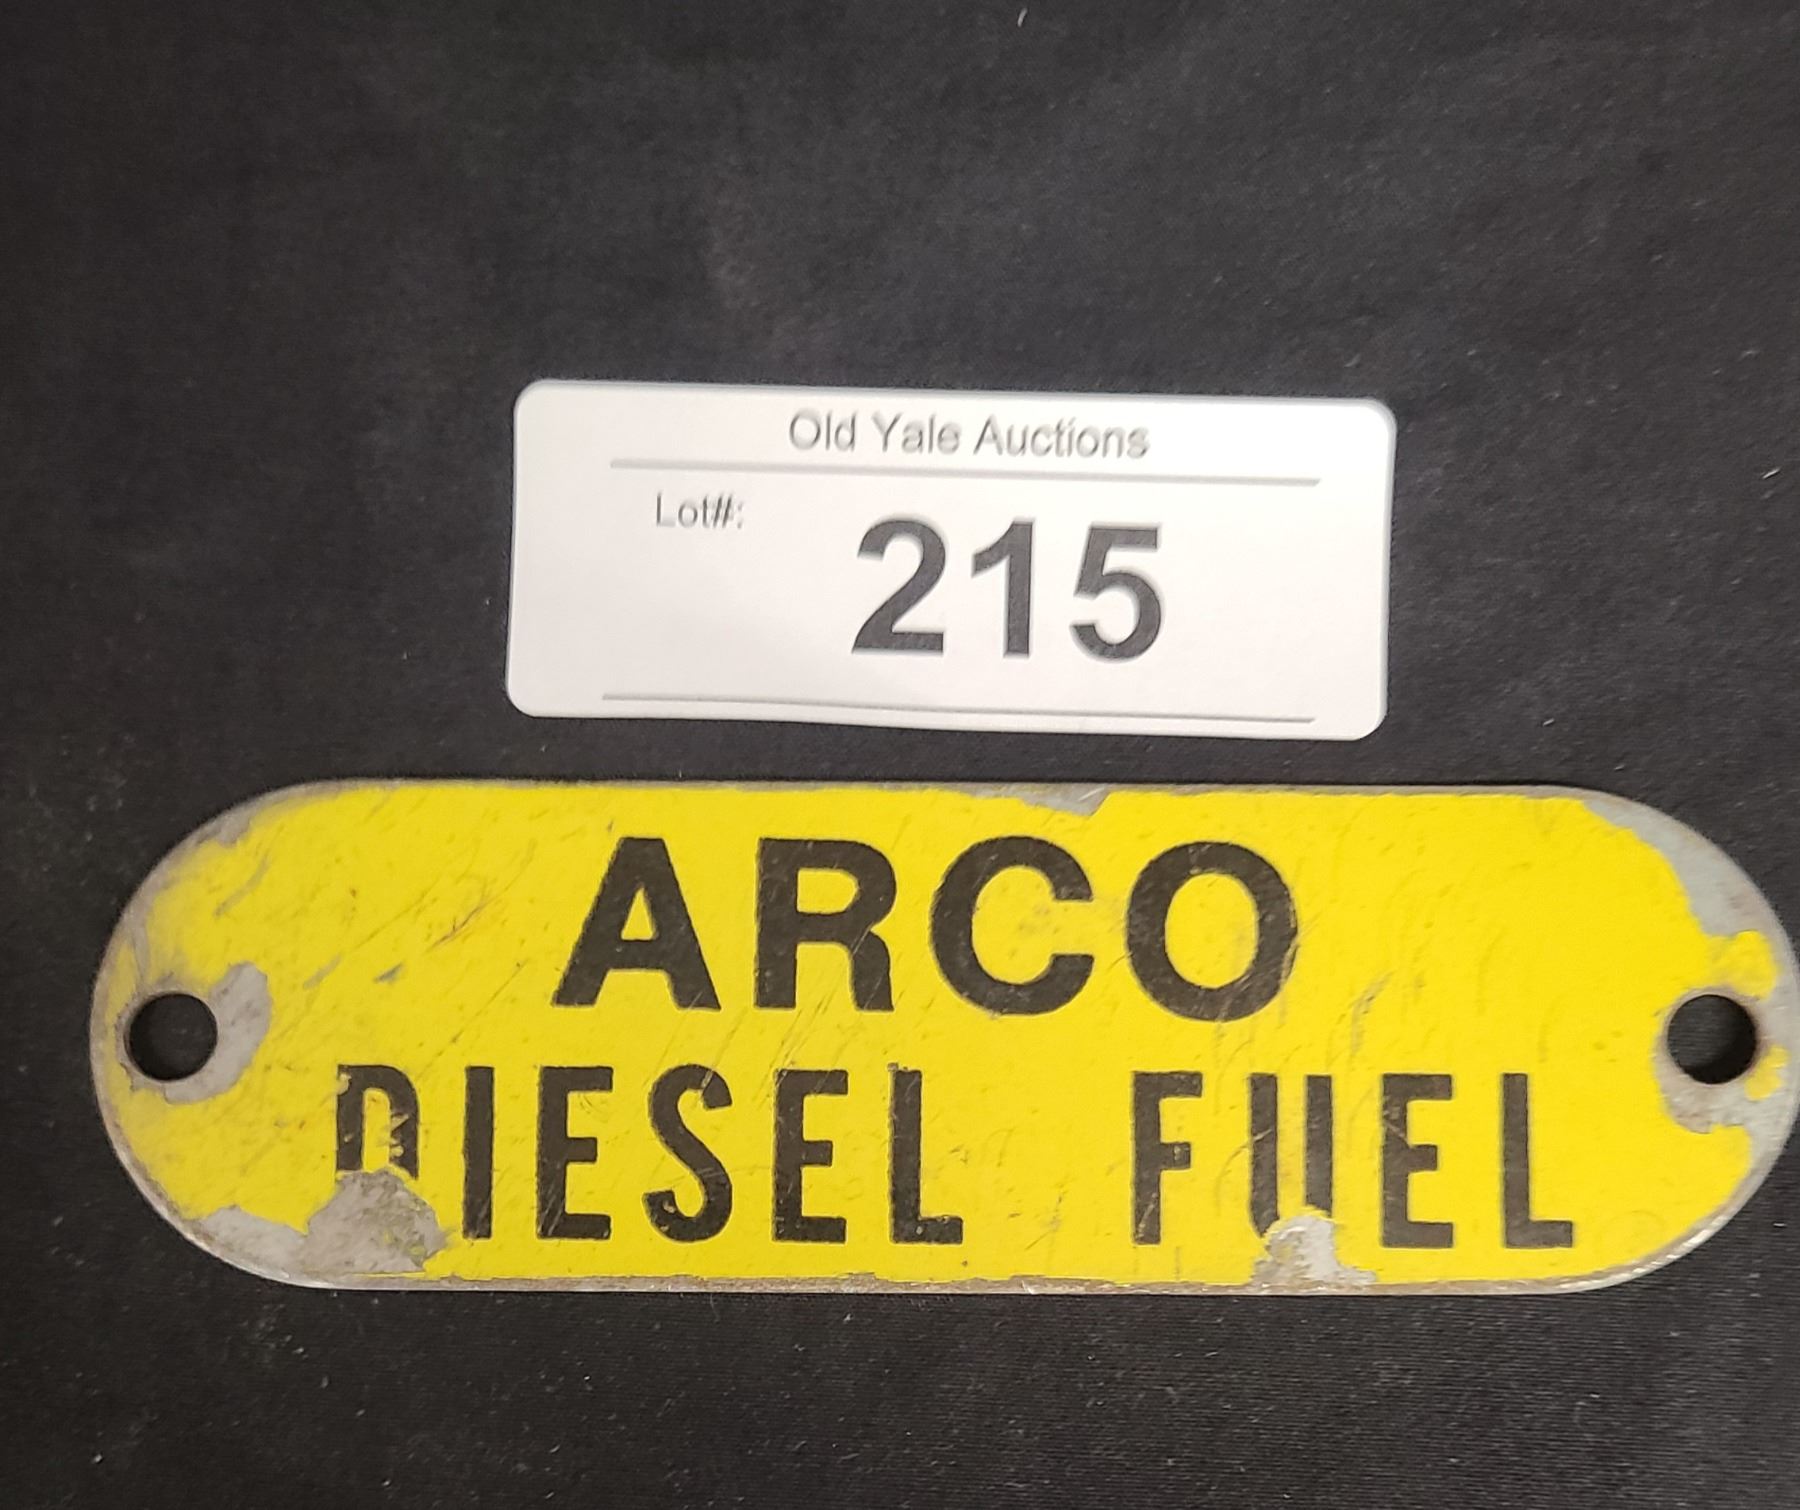 Old Yale Auctions
Lot#: 215
ARCO
DIESEL FUEL